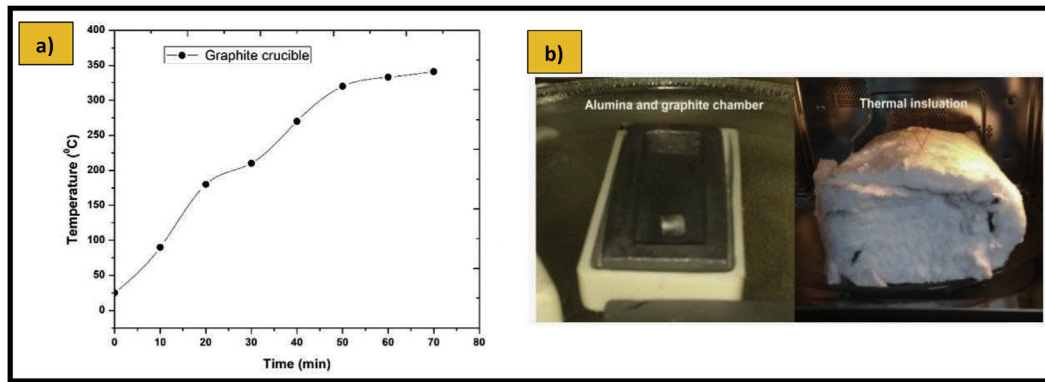 a)
Graphite crucible
400
350
300
250
200
150
100
50
0
Temperature (⁰C)
0 10 20 30 40 50 60 70 80
Time (min)
b)
Alumina and graphite chamber
Thermal insluation